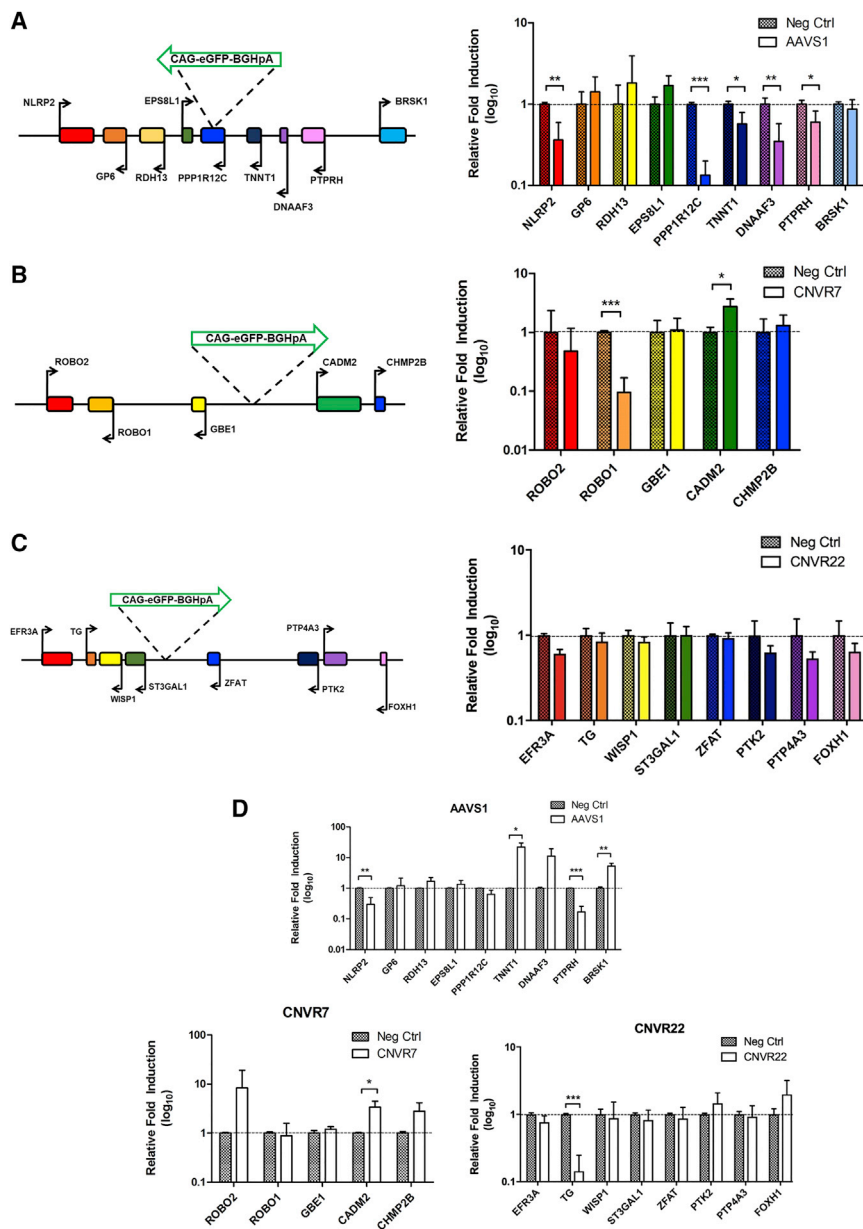 A
CAG-eGFP-BGHpA
NLRP2
EPS8L1
BRSK1
GP6
RDH13
PPP1R12C
TNNT1
DNAAF3
PTPRH
Relative Fold Induction
(log10)
10
1
0.1
Neg Ctrl
AAVS1
**
***
*
**
*
NLRP2
GP6
RDH13
EPS8L1
PPP1R12C
TNNT1
DNAAF3
PTPRH
BRSK1
B
CAG-eGFP-BGHpA
ROBO2
CADM2
CHMP2B
ROBO1
GBE1
Relative Fold Induction
(log10)
10
1
0.1
0.01
Neg Ctrl
CNVR7
***
*
ROBO2
ROBO1
GBE1
CADM2
CHMP2B
C
CAG-eGFP-BGHpA
EFR3A
TG
PTP4A3
WISP1
ST3GAL1
ZFAT
PTK2
FOXH1
Relative Fold Induction
(log10)
10
1
0.1
Neg Ctrl
CNVR22
EFR3A
TG
WISP1
ST3GAL1
ZFAT
PTK2
PTP4A3
FOXH1
D
AAVS1
Neg Ctrl
AAVS1
Relative Fold Induction
(log10)
100
10
1
0.1
0.01
**
*
***
**
NLRP2
GP6
RDH13
EPS8L1
PPP1R12C
TNNT1
DNAAF3
PTPRH
BRSK1
CNVR7
Relative Fold Induction
(log10)
100
10
1
0.1
Neg Ctrl
CNVR7
*
ROBO2
ROBO1
GBE1
CADM2
CHMP2B
CNVR22
Relative Fold Induction
(log10)
10
1
0.1
Neg Ctrl
CNVR22
***
EFR3A
TG
WISP1
ST3GAL1
ZFAT
PTK2
PTP4A3
FOXH1